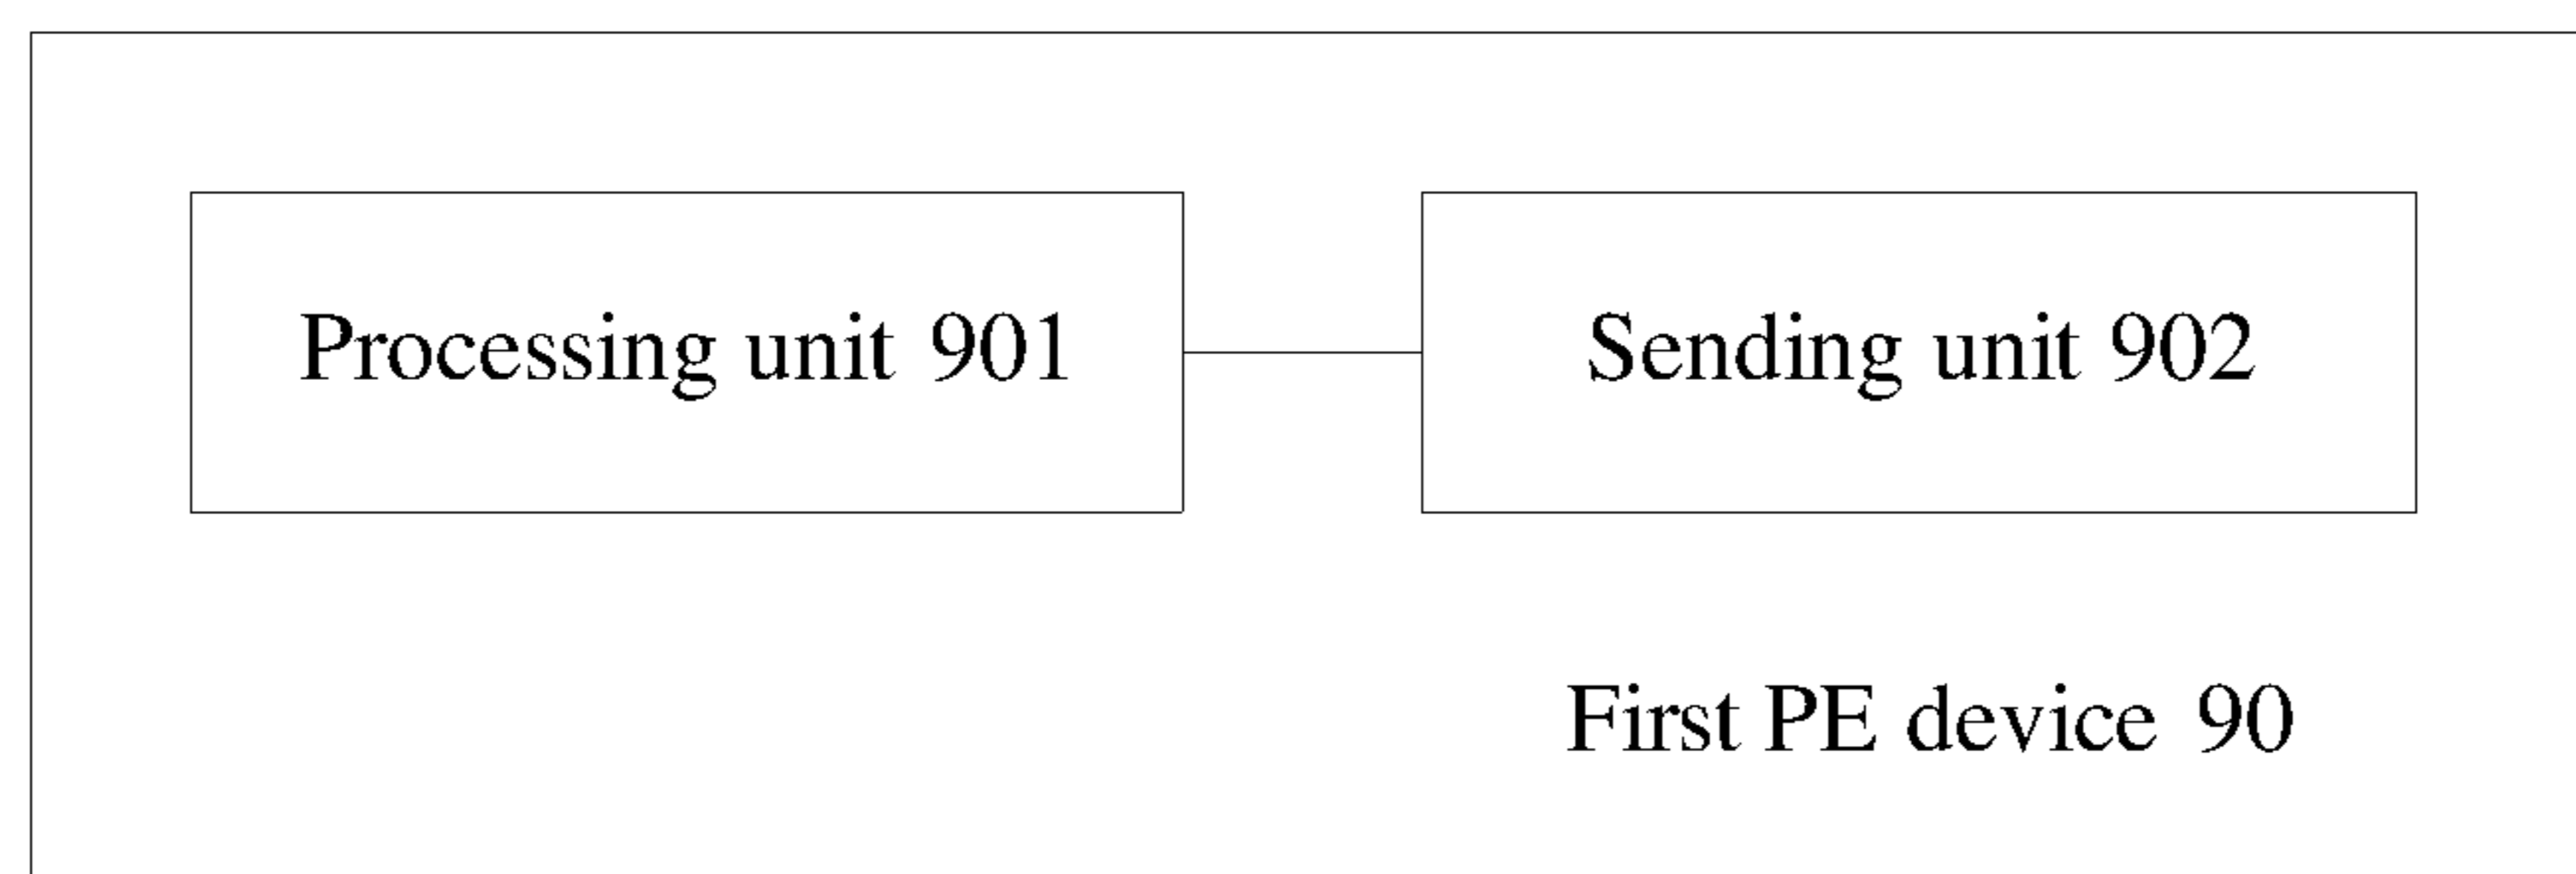 Processing unit 901
Sending unit 902
First PE device 90